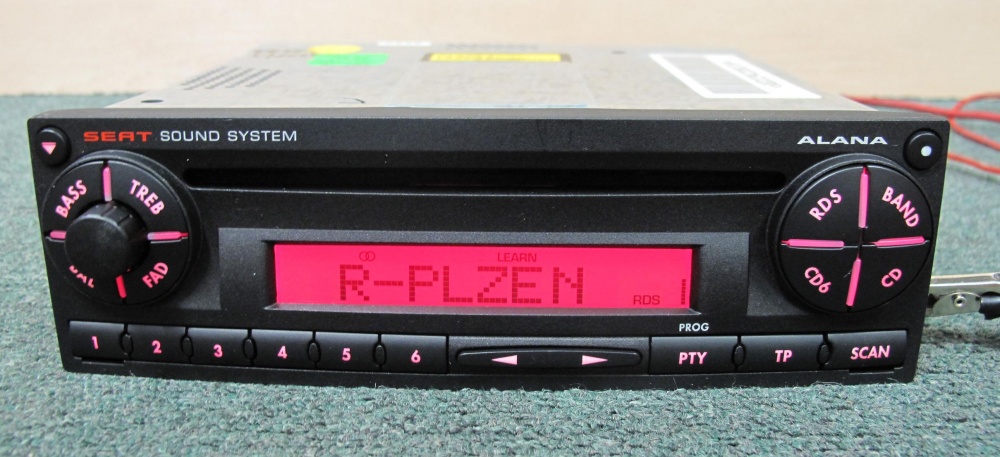 SEAT SOUND SYSTEM
ALANA
BASS TREB
BAL FAD
LEARN
R-PLZEN
RDS
RDS BAND
CD6 CD
PROG
1 2 3 4 5 6 PTY TP SCAN